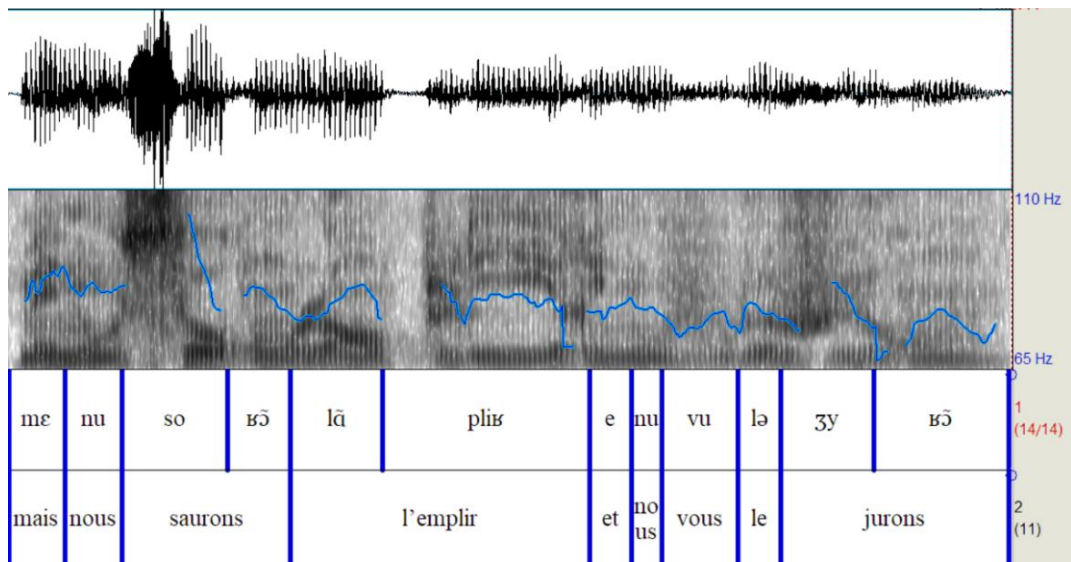 110 Hz
65 Hz
mɛ nu so ʁɔ̃ lɑ̃ pliʁ e nu vu lə ʒy ʁɔ̃
1
(14/14)
mais nous saurons l'emplir et no us vous le jurons
2
(11)